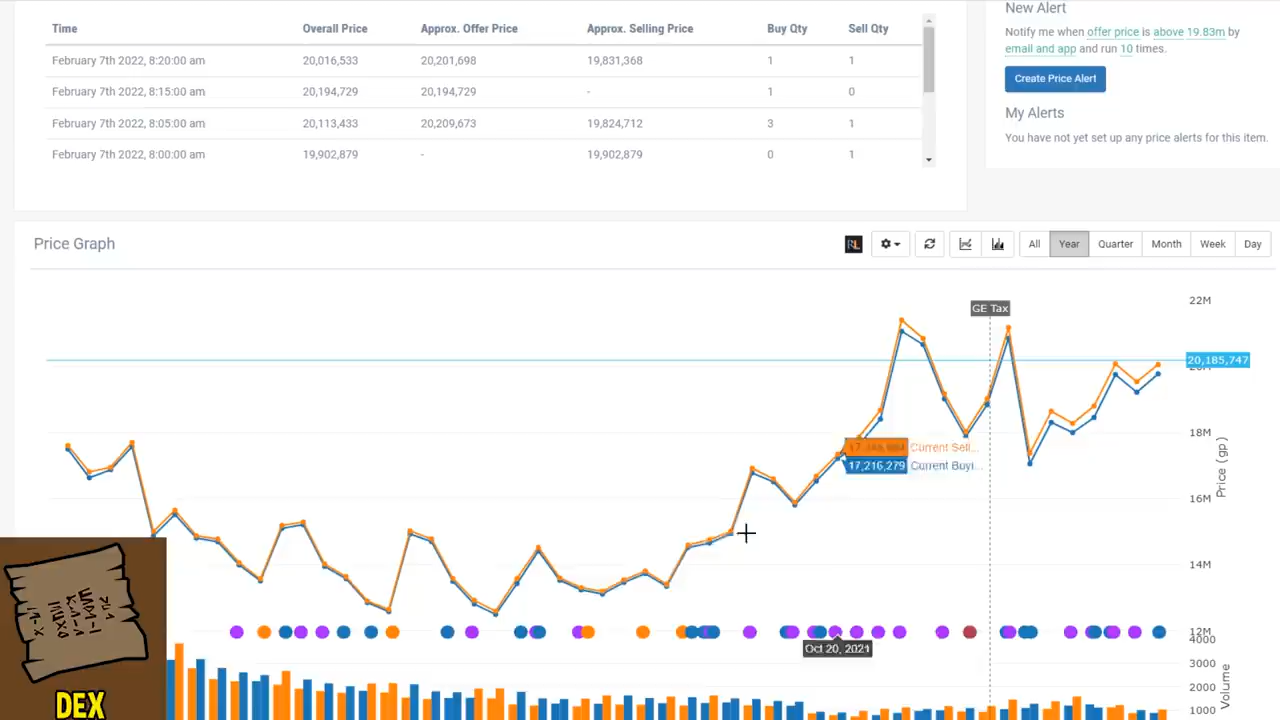 New Alert
Time Overall Price Approx. Offer Price Approx. Selling Price Buy Qty Sell Qty
Notify me when offer price is above 19.83m by
email and app and run 10 times.
February 7th 2022, 8:20:00 am 20,016,533 20,201,698 19,831,368 1 1
Create Price Alert
February 7th 2022, 8:15:00 am 20,194,729 20,194,729 - 1 0
My Alerts
February 7th 2022, 8:05:00 am 20,113,433 20,209,673 19,824,712 3 1
You have not yet set up any price alerts for this item.
February 7th 2022, 8:00:00 am 19,902,879 - 19,902,879 0 1
Price Graph
RL
All Year Quarter Month Week Day
22M
GE Tax
20,185,747
18M
Current Sell...
17,216,279 Current Buyi...
Price (gp)
16M
14M
12M
Oct 20, 2021
4000
3000
2000
1000
Volume
DEX